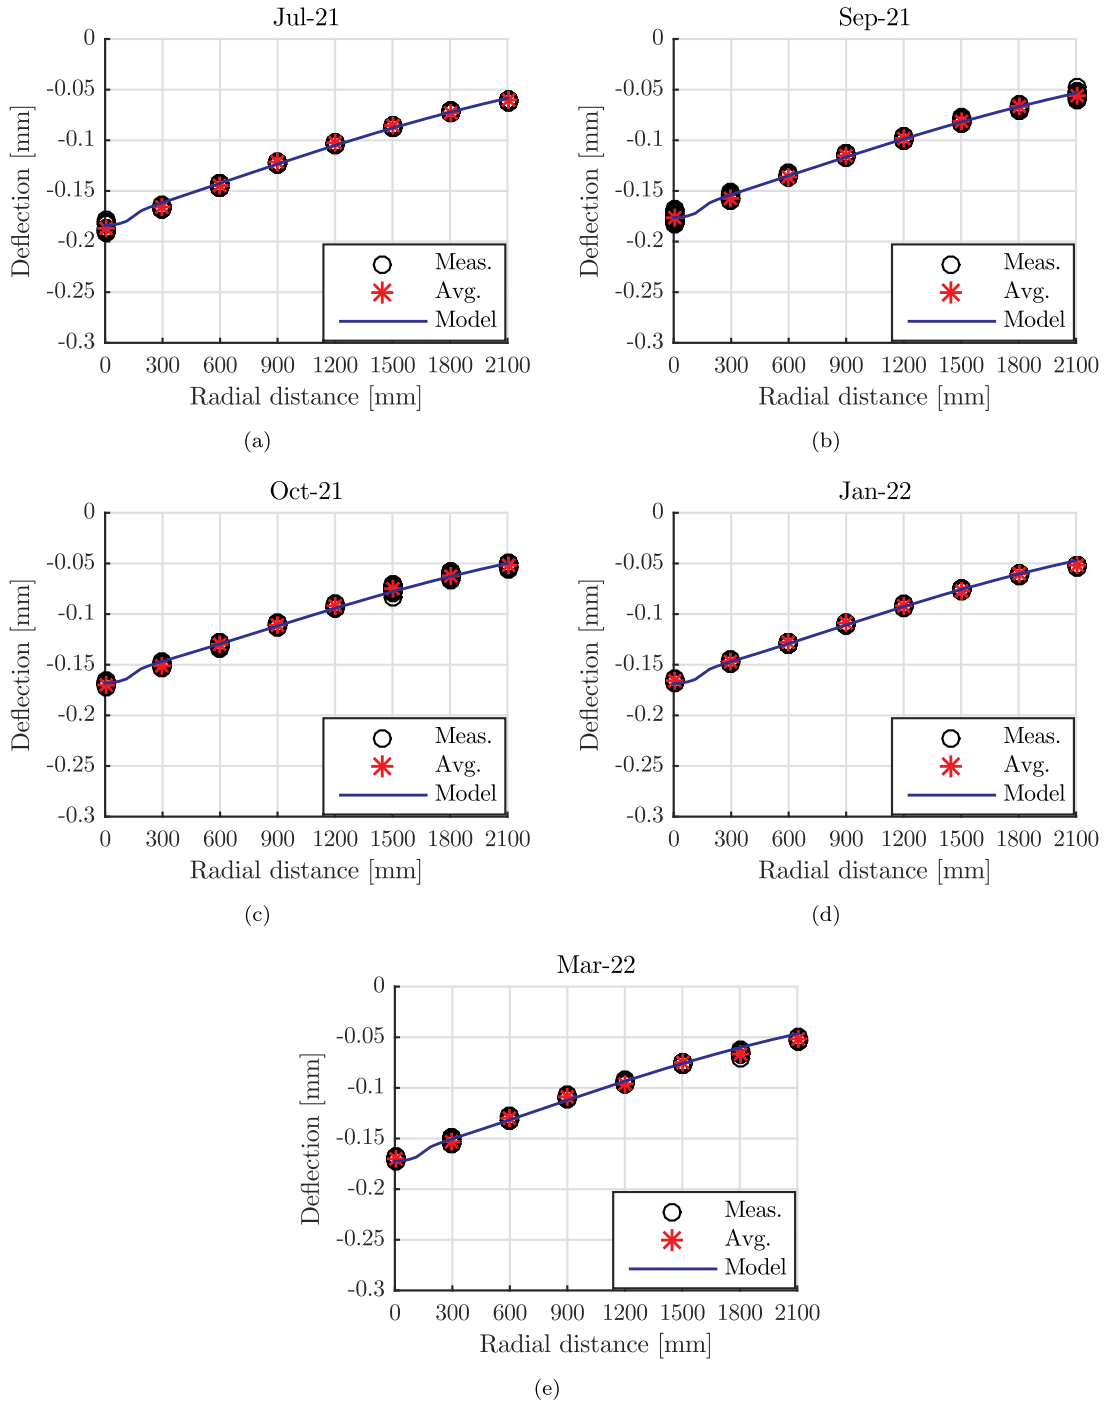 Jul-21
0
-0.05
-0.1
-0.15
-0.2
-0.25
-0.3
Deflection [mm]
Meas.
Avg.
Model
0 300 600 900 1200 1500 1800 2100
Radial distance [mm]
(a)
Sep-21
0
-0.05
-0.1
-0.15
-0.2
-0.25
-0.3
Deflection [mm]
Meas.
Avg.
Model
0 300 600 900 1200 1500 1800 2100
Radial distance [mm]
(b)
Oct-21
0
-0.05
-0.1
-0.15
-0.2
-0.25
-0.3
Deflection [mm]
Meas.
Avg.
Model
0 300 600 900 1200 1500 1800 2100
Radial distance [mm]
(c)
Jan-22
0
-0.05
-0.1
-0.15
-0.2
-0.25
-0.3
Deflection [mm]
Meas.
Avg.
Model
0 300 600 900 1200 1500 1800 2100
Radial distance [mm]
(d)
Mar-22
0
-0.05
-0.1
-0.15
-0.2
-0.25
-0.3
Deflection [mm]
Meas.
Avg.
Model
0 300 600 900 1200 1500 1800 2100
Radial distance [mm]
(e)